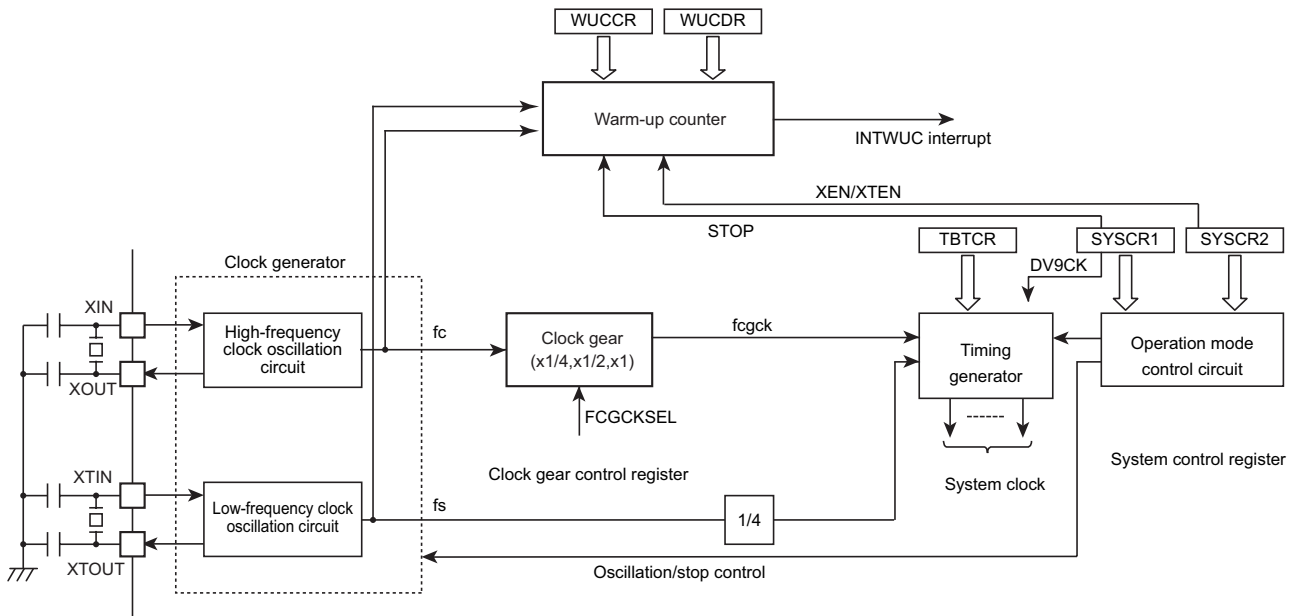 WUCCR
WUCDR
Warm-up counter
INTWUC interrupt
XEN/XTEN
STOP
TBTCR
SYSCR1
SYSCR2
Clock generator
DV9CK
XIN
High-frequency
clock oscillation
circuit
fc
Clock gear
(x1/4,x1/2,x1)
fcgck
Timing
generator
Operation mode
control circuit
XOUT
FCGCKSEL
XTIN
Clock gear control register
System clock
System control register
Low-frequency clock
oscillation circuit
fs
1/4
XTOUT
Oscillation/stop control